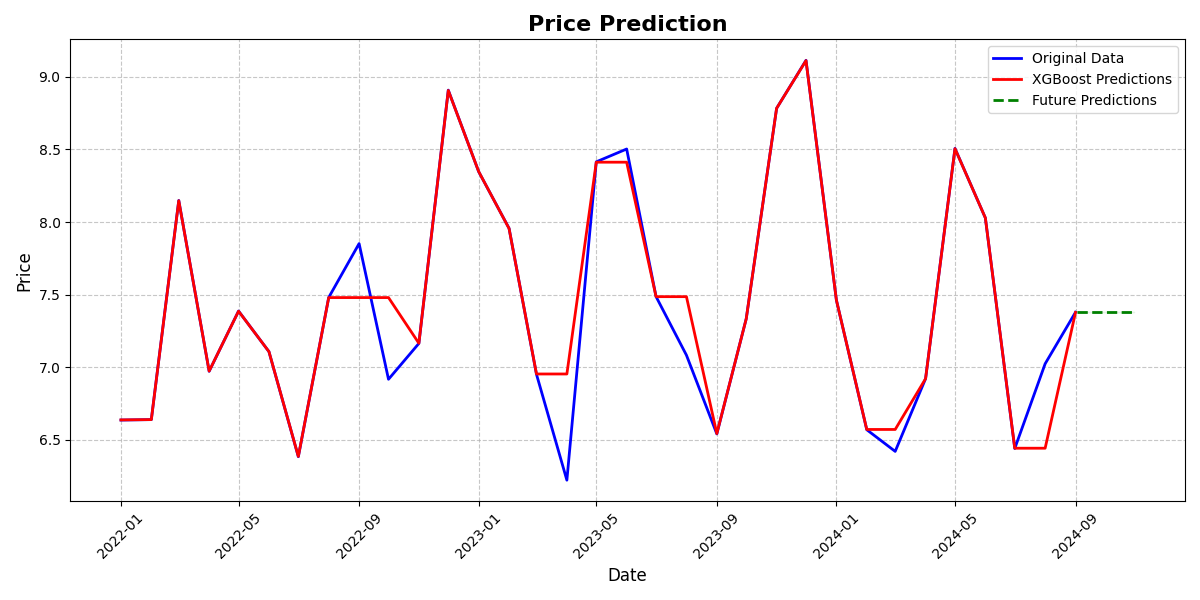 Price Prediction
Original Data
XGBoost Predictions
Future Predictions
Price
9.0
8.5
8.0
7.5
7.0
6.5
2022-01
2022-05
2022-09
2023-01
2023-05
2023-09
2024-01
2024-05
2024-09
Date